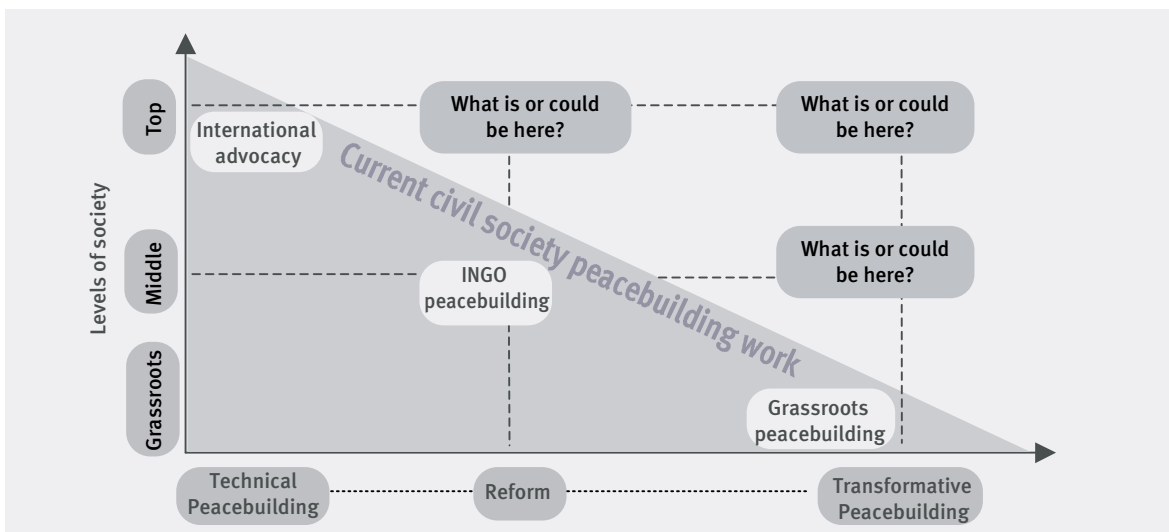 Levels of society
Top
Middle
Grassroots
International
advocacy
What is or could
be here?
What is or could
be here?
Current civil society peacebuilding work
INGO
peacebuilding
What is or could
be here?
Grassroots
peacebuilding
Technical
Peacebuilding
Reform
Transformative
Peacebuilding